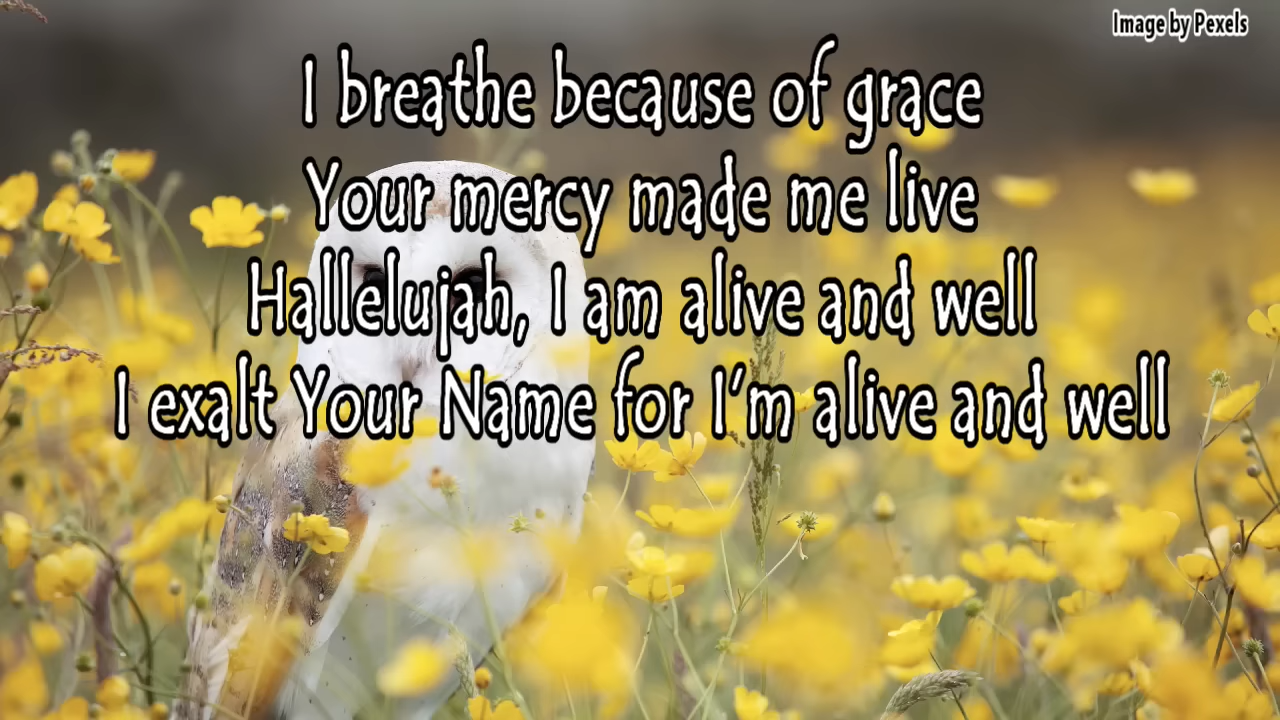 Image by Pexels
I breathe because of grace
Your mercy made me live
Hallelujah, I am alive and well
I exalt Your Name for I'm alive and well